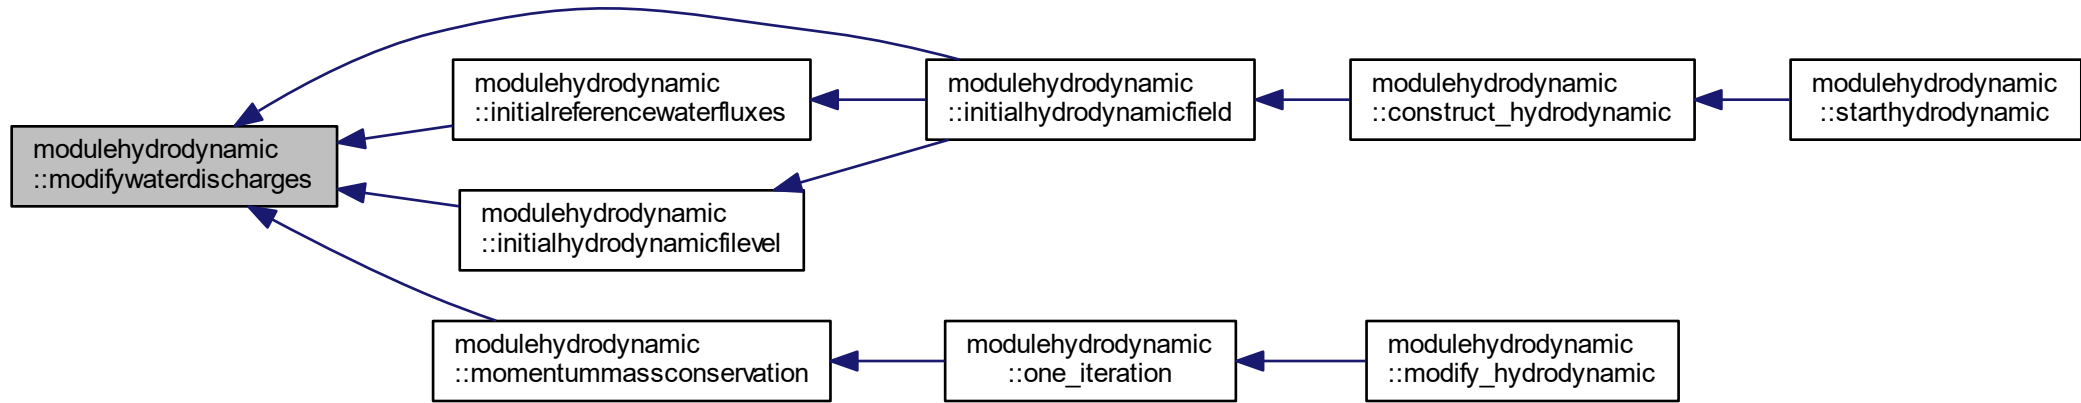 modulehydrodynamic
::modifywaterdischarges
modulehydrodynamic
::initialreferencewaterfluxes
modulehydrodynamic
::initialhydrodynamicfilevel
modulehydrodynamic
::momentummassconservation
modulehydrodynamic
::initialhydrodynamicfield
modulehydrodynamic
::one_iteration
modulehydrodynamic
::construct_hydrodynamic
modulehydrodynamic
::modify_hydrodynamic
modulehydrodynamic
::starthydrodynamic